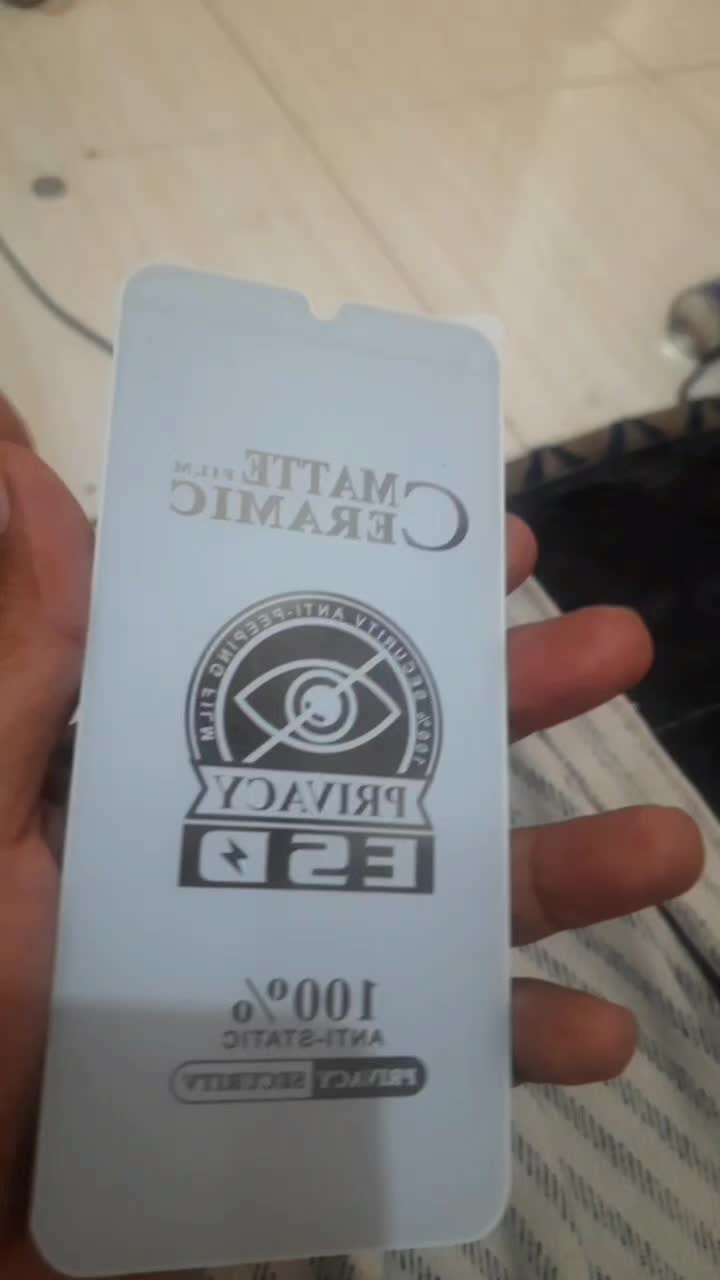 MATTE FILM
CERAMIC
100% SECURITY ANTI-PEEPING FILM
PRIVACY
ESD
100%
ANTI-STATIC
PRIVACY SECURITY